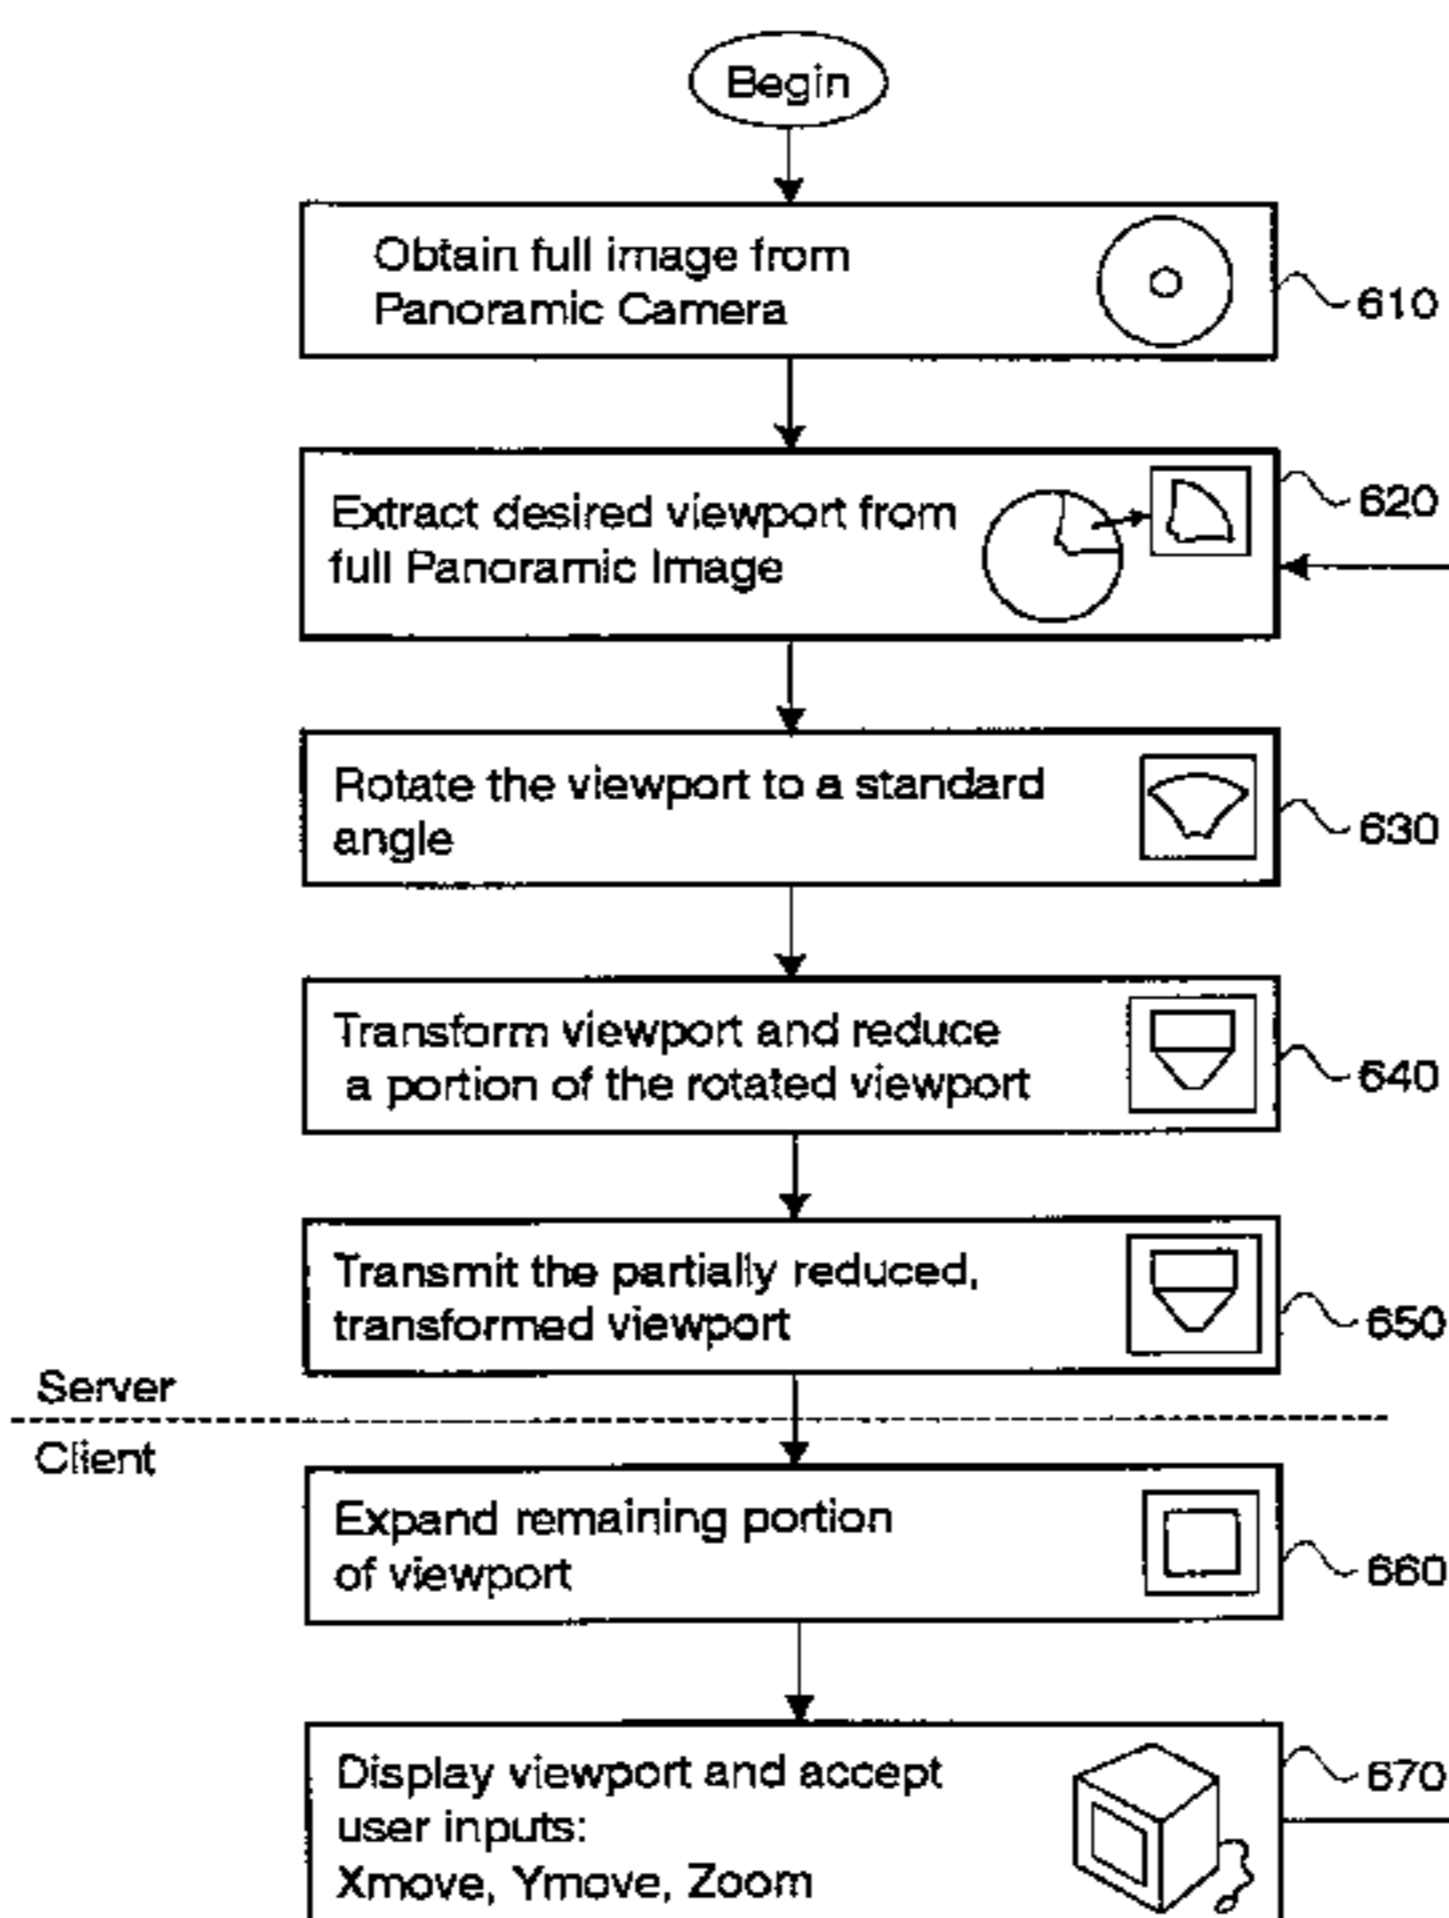 Begin
Obtain full image from
Panoramic Camera
610
Extract desired viewport from
full Panoramic Image
620
Rotate the viewport to a standard
angle
630
Transform viewport and reduce
a portion of the rotated viewport
640
Transmit the partially reduced,
transformed viewport
650
Server
Client
Expand remaining portion
of viewport
660
Display viewport and accept
user inputs:
Xmove, Ymove, Zoom
670